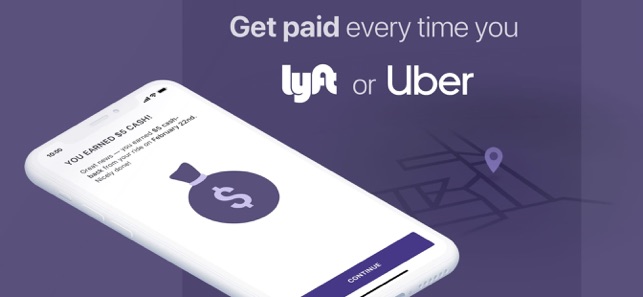 Get paid every time you
lyft or Uber
10:00
YOU EARNED $5 CASH!
Great news — you earned $5 cash-
back from your ride on February 22nd.
Nicely done!
$
CONTINUE